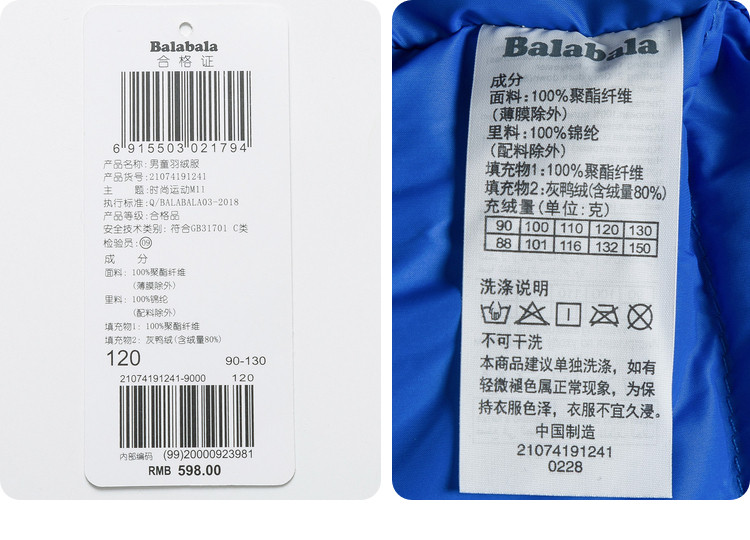 Balabala
合格证
6 915503 021794
产品名称: 男童羽绒服
产品货号: 21074191241
主 题: 时尚运动M11
执行标准: Q/BALABALA03-2018
产品等级: 合格品
安全技术类别: 符合GB31701 C类
检验员: 09
成 分
面料: 100%聚酯纤维
(薄膜除外)
里料: 100%锦纶
(配料除外)
填充物1: 100%聚酯纤维
填充物2: 灰鸭绒(含绒量80%)
120 90-130
21074191241-9000 120
内部编码 (99)20000923981
RMB 598.00
Balabala
成分
面料:100%聚酯纤维
(薄膜除外)
里料:100%锦纶
(配料除外)
填充物1:100%聚酯纤维
填充物2:灰鸭绒(含绒量80%)
充绒量(单位:克)
90 100 110 120 130
88 101 116 132 150
洗涤说明
不可干洗
本商品建议单独洗涤，如有
轻微褪色属正常现象，为保
持衣服色泽，衣服不宜久浸。
中国制造
21074191241
0228